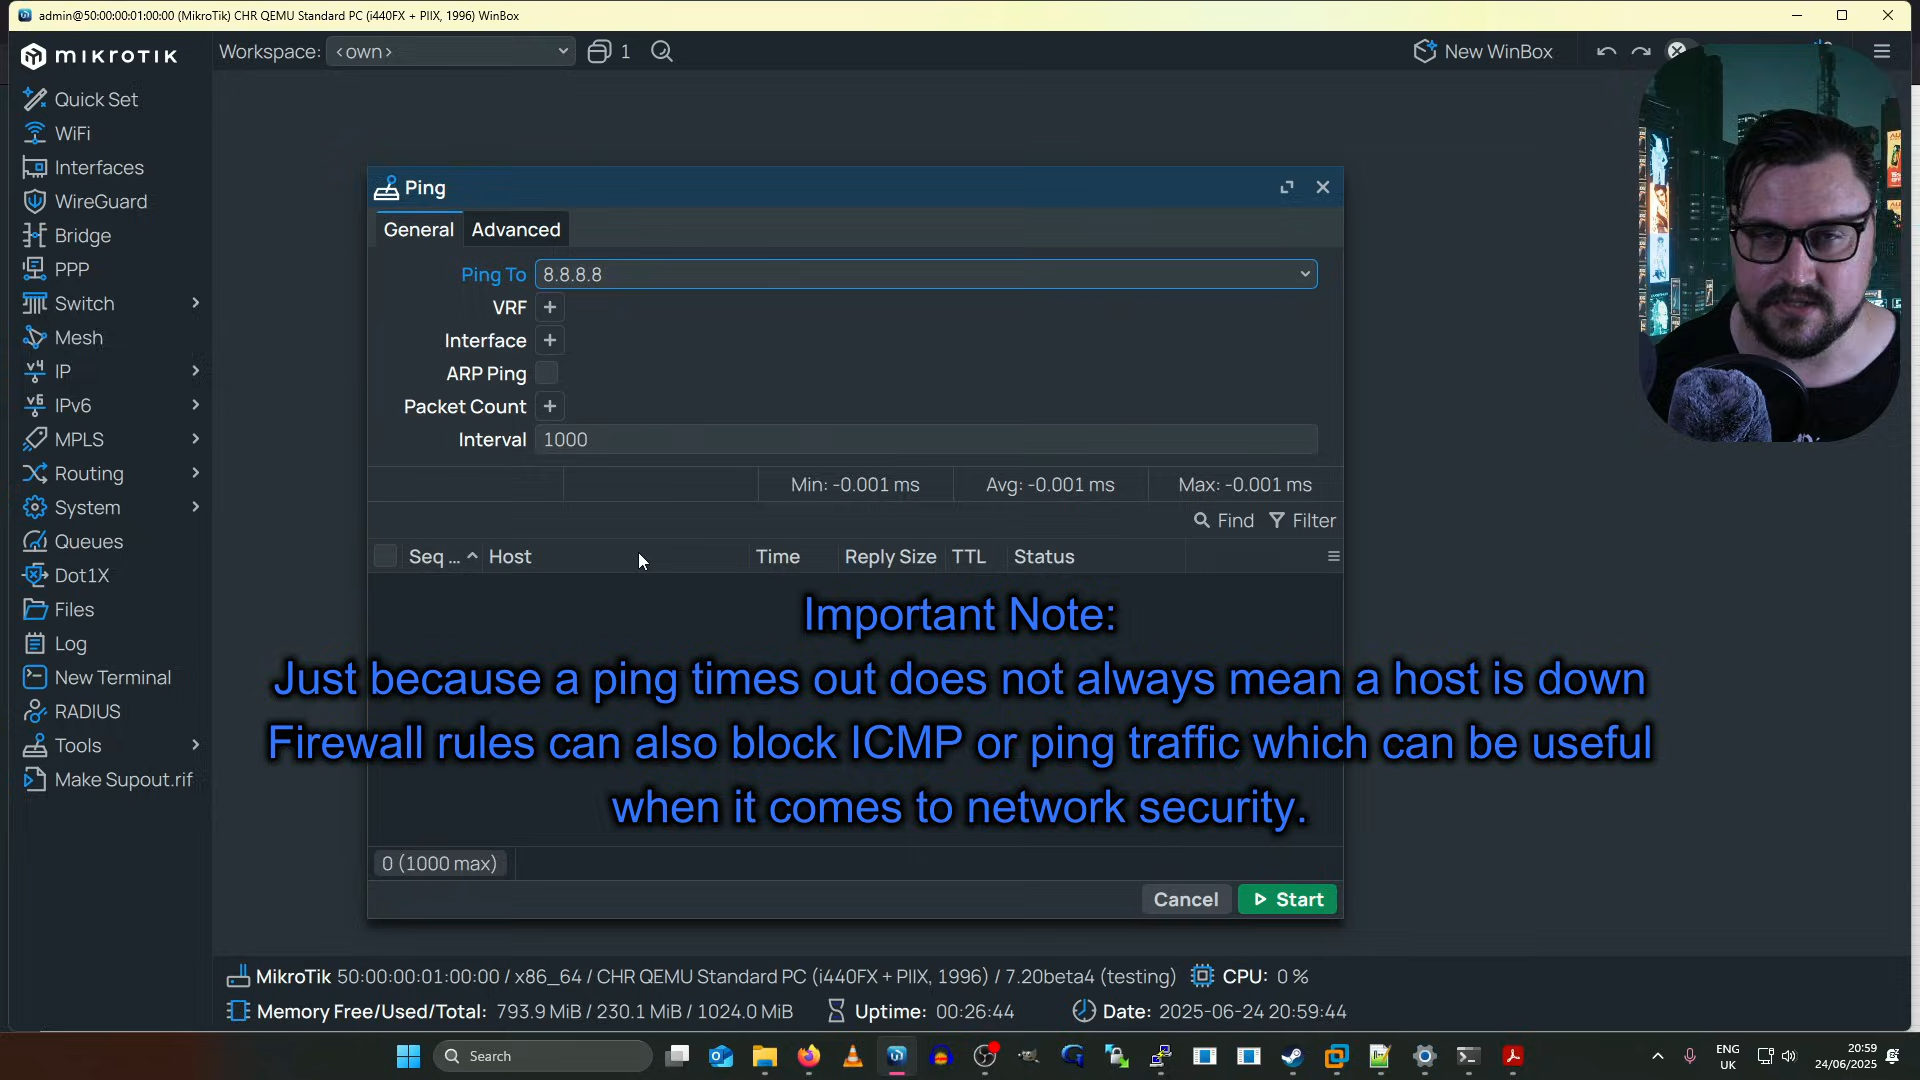 admin@50:00:00:01:00:00 (MikroTik) CHR QEMU Standard PC (i440FX + PIIX, 1996) WinBox
MIKROTIK
Workspace: <own> 1
New WinBox
Quick Set
WiFi
Interfaces
WireGuard
Bridge
PPP
Switch
Mesh
IP
IPv6
MPLS
Routing
System
Queues
Dot1X
Files
Log
New Terminal
RADIUS
Tools
Make Supout.rif
Ping
General Advanced
Ping To 8.8.8.8
VRF +
Interface +
ARP Ping
Packet Count +
Interval 1000
Min: -0.001 ms Avg: -0.001 ms Max: -0.001 ms
Find Filter
Seq ... Host Time Reply Size TTL Status
Important Note:
Just because a ping times out does not always mean a host is down
Firewall rules can also block ICMP or ping traffic which can be useful
when it comes to network security.
0 (1000 max)
Cancel Start
MikroTik 50:00:00:01:00:00 / x86_64 / CHR QEMU Standard PC (i440FX + PIIX, 1996) / 7.20beta4 (testing) CPU: 0 %
Memory Free/Used/Total: 793.9 MiB / 230.1 MiB / 1024.0 MiB Uptime: 00:26:44 Date: 2025-06-24 20:59:44
Search
ENG
UK
20:59
24/06/2025